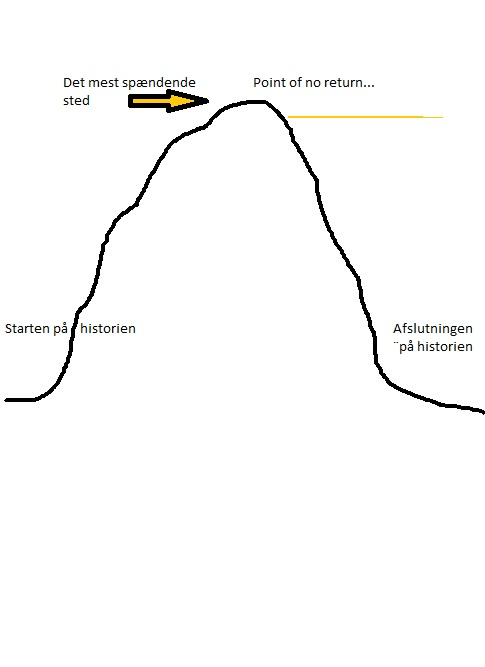 Det mest spændende
sted
Point of no return...
Starten på historien
Afslutningen
¨på historien